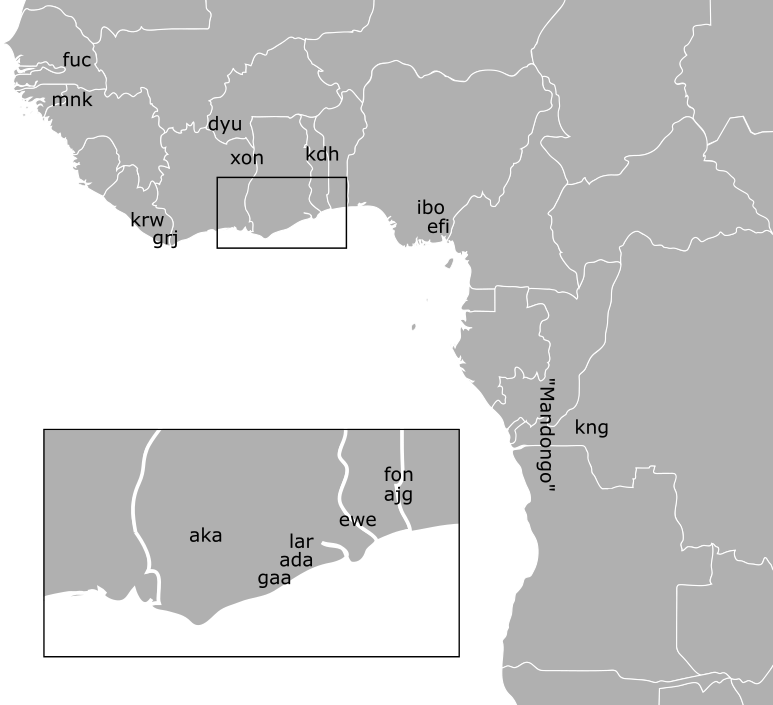 fuc
mnk
dyu
xon
kdh
krw
grj
ibo
efi
"Mandongo"
kng
fon
ajg
ewe
aka
lar
ada
gaa